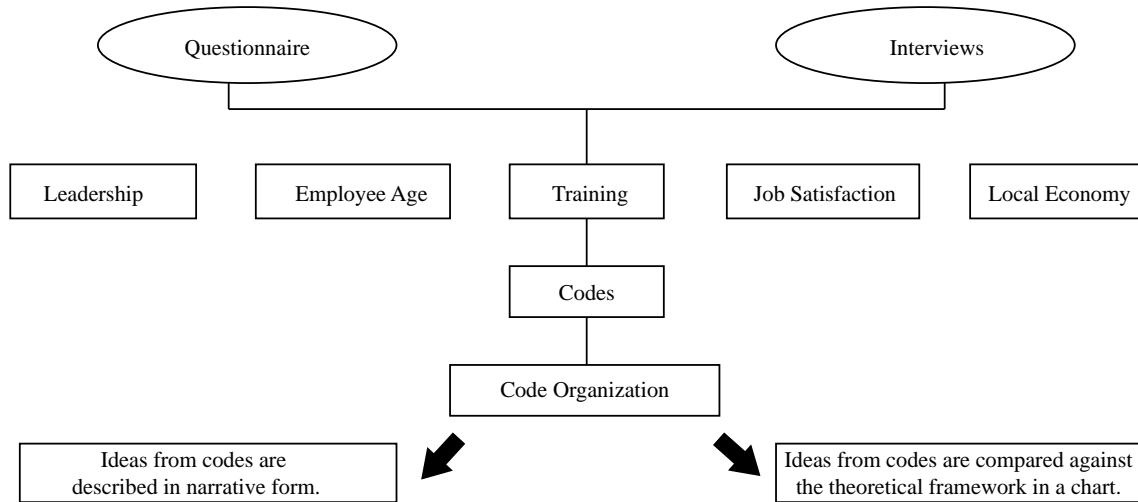 Questionnaire
Interviews
Leadership
Employee Age
Training
Job Satisfaction
Local Economy
Codes
Code Organization
Ideas from codes are
described in narrative form.
Ideas from codes are compared against
the theoretical framework in a chart.